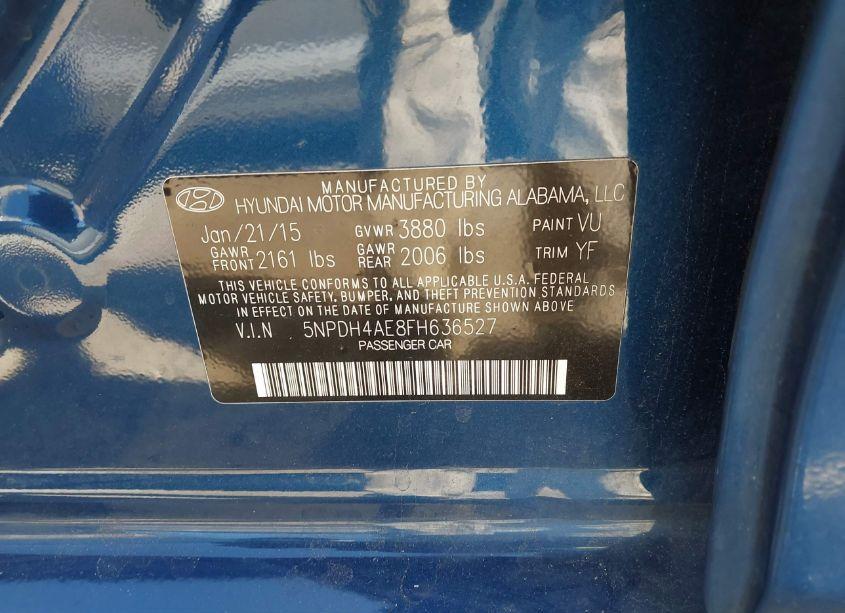 MANUFACTURED BY
HYUNDAI MOTOR MANUFACTURING ALABAMA, LLC
Jan/21/15 GVWR 3880 lbs PAINT VU
GAWR FRONT 2161 lbs GAWR REAR 2006 lbs TRIM YF
THIS VEHICLE CONFORMS TO ALL APPLICABLE U.S.A. FEDERAL
MOTOR VEHICLE SAFETY, BUMPER, AND THEFT PREVENTION STANDARDS
IN EFFECT ON THE DATE OF MANUFACTURE SHOWN ABOVE
V.I.N 5NPDH4AE8FH636527
PASSENGER CAR